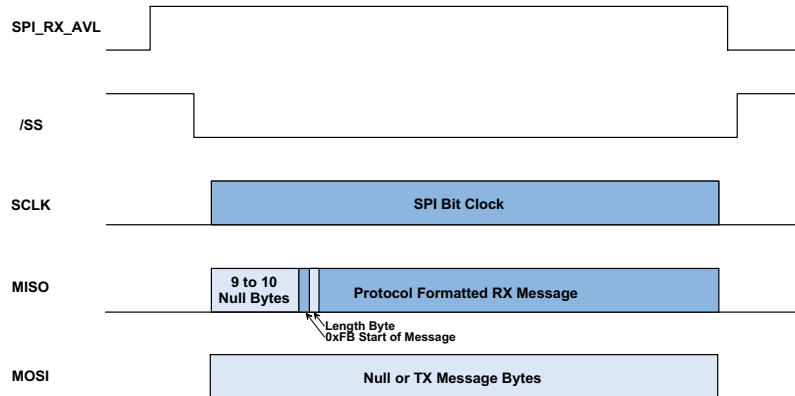 SPI_RX_AVL
/SS
SCLK
SPI Bit Clock
MISO
9 to 10
Null Bytes
Protocol Formatted RX Message
Length Byte
0xFB Start of Message
MOSI
Null or TX Message Bytes